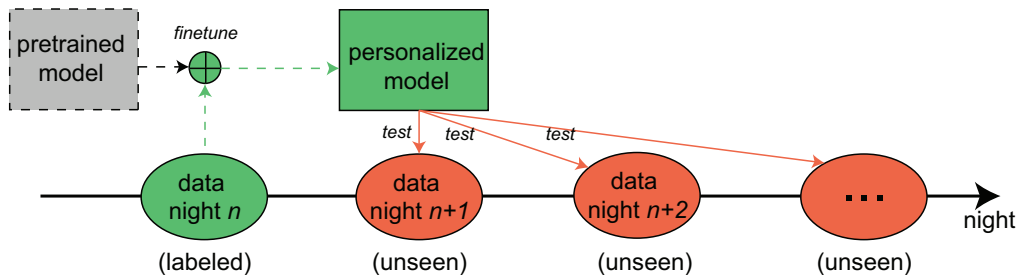 finetune
pretrained
model
personalized
model
test
test
test
data
night n
data
night n+1
data
night n+2
...
night
(labeled)
(unseen)
(unseen)
(unseen)